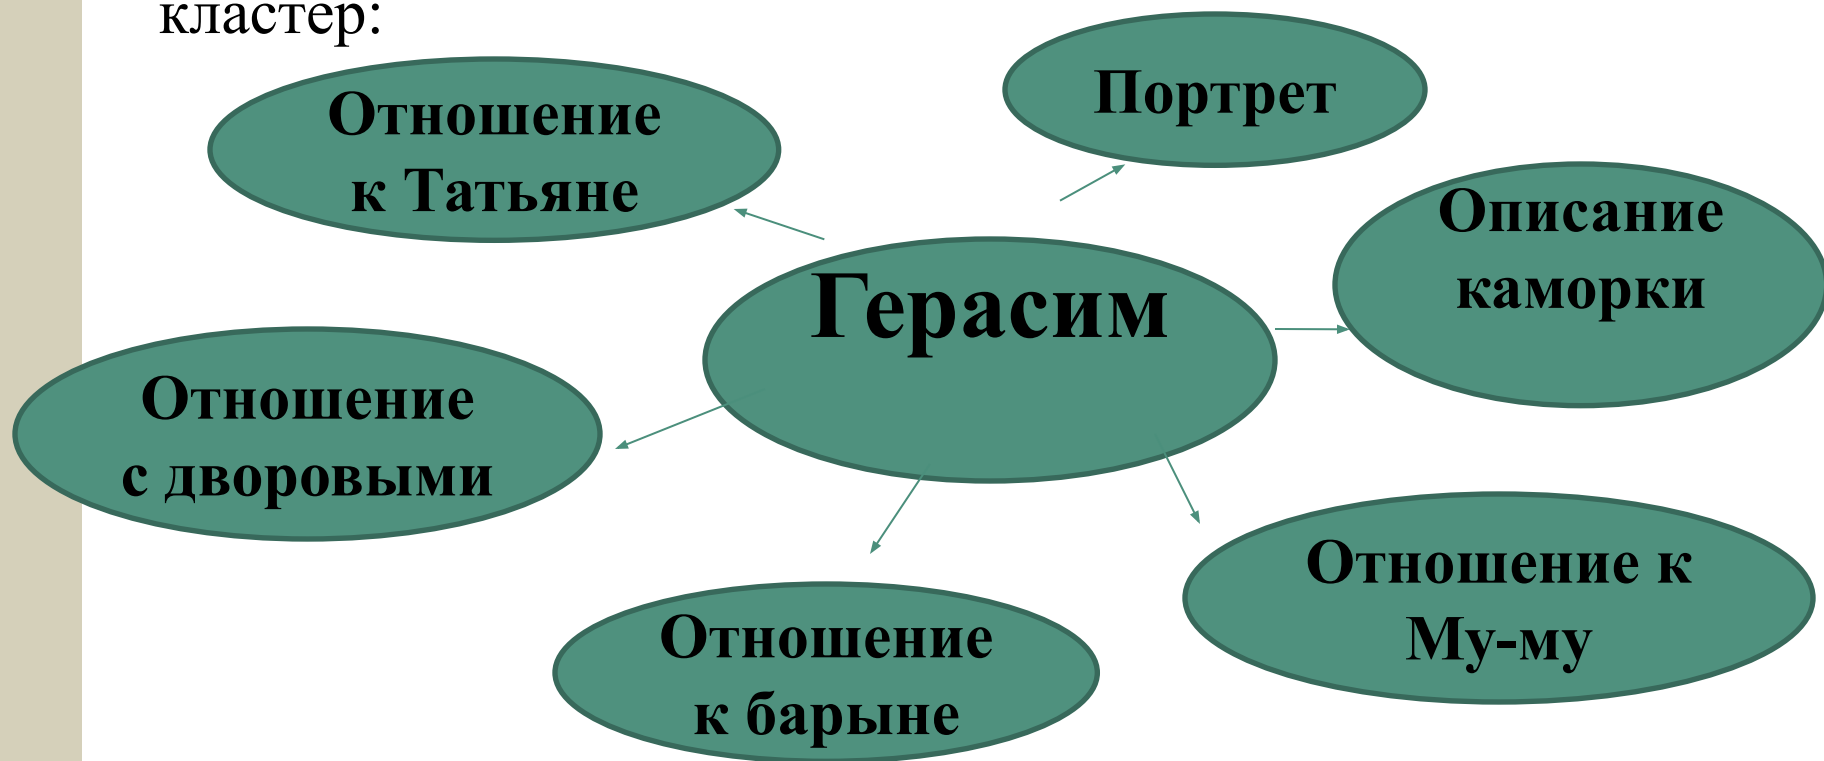 кластер:
Отношение
к Татьяне
Портрет
Описание
каморки
Герасим
Отношение
с дворовыми
Отношение к
Му-му
Отношение
к барыне